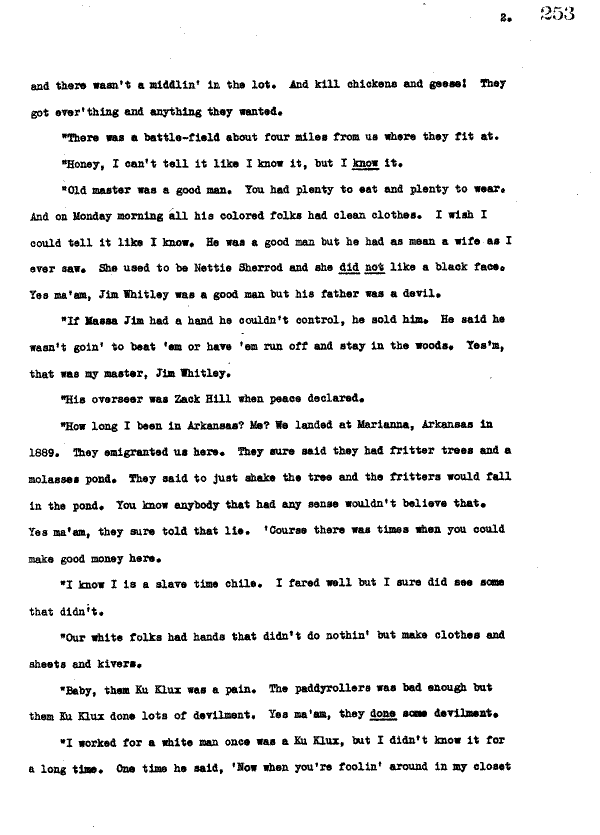 2. 253
and there wasn't a middlin' in the lot. And kill chickens and geese! They
got ever'thing and anything they wanted.
"There was a battle-field about four miles from us where they fit at.
"Honey, I can't tell it like I know it, but I know it.
"Old master was a good man. You had plenty to eat and plenty to wear.
And on Monday morning all his colored folks had clean clothes. I wish I
could tell it like I know. He was a good man but he had as mean a wife as I
ever saw. She used to be Nettie Sherrod and she did not like a black face.
Yes ma'am, Jim Whitley was a good man but his father was a devil.
"If Massa Jim had a hand he couldn't control, he sold him. He said he
wasn't goin' to beat 'em or have 'em run off and stay in the woods. Yes'm,
that was my master, Jim Whitley.
"His overseer was Zack Hill when peace declared.
"How long I been in Arkansas? Me? We landed at Marianna, Arkansas in
1889. They emigranted us here. They sure said they had fritter trees and a
molasses pond. They said to just shake the tree and the fritters would fall
in the pond. You know anybody that had any sense wouldn't believe that.
Yes ma'am, they sure told that lie. 'Course there was times when you could
make good money here.
"I know I is a slave time chile. I fared well but I sure did see some
that didn't.
"Our white folks had hands that didn't do nothin' but make clothes and
sheets and kivers.
"Baby, them Ku Klux was a pain. The paddyrollers was bad enough but
them Ku Klux done lots of devilment. Yes ma'am, they done some devilment.
"I worked for a white man once was a Ku Klux, but I didn't know it for
a long time. One time he said, 'Now when you're foolin' around in my closet